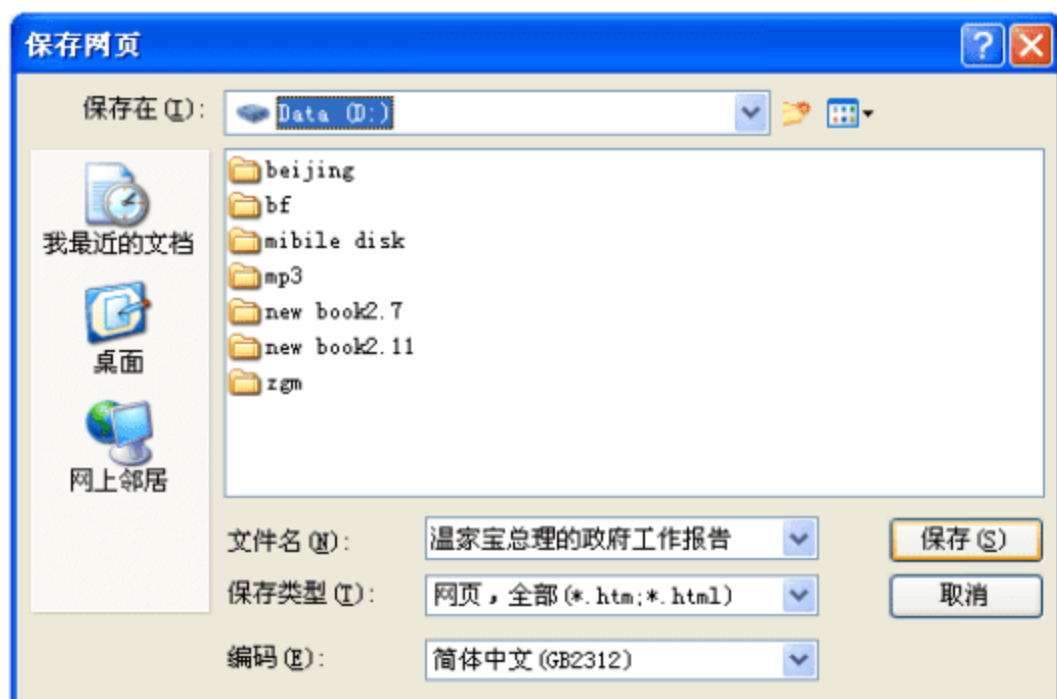 保存网页
保存在(I):
Data (D:)
我最近的文档
桌面
网上邻居
beijing
bf
mibile disk
mp3
new book2.7
new book2.11
zgm
文件名(N):
温家宝总理的政府工作报告
保存(S)
保存类型(T):
网页，全部(*.htm;*.html)
取消
编码(E):
简体中文(GB2312)